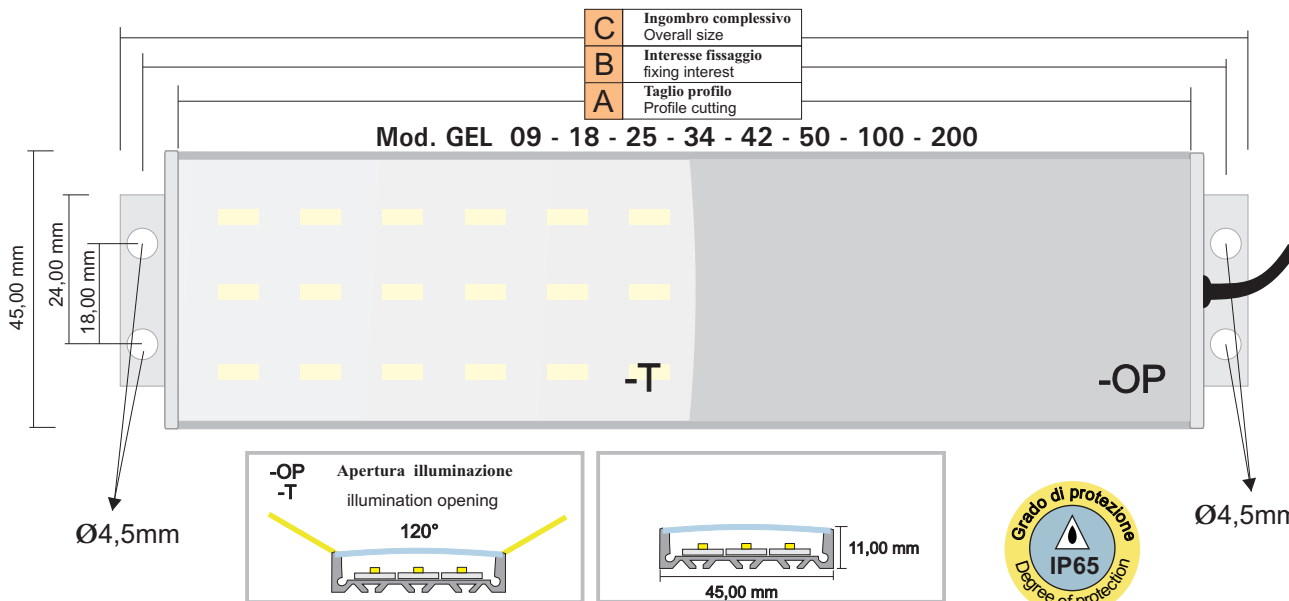 C Ingombro complessivo
Overall size
B Interesse fissaggio
fixing interest
A Taglio profilo
Profile cutting
Mod. GEL 09 - 18 - 25 - 34 - 42 - 50 - 100 - 200
45,00 mm
24,00 mm
18,00 mm
-T
-OP
Ø4,5mm
Ø4,5mm
-OP Apertura illuminazione
-T illumination opening
120°
11,00 mm
45,00 mm
Grado di protezione
IP65
Degree of protection